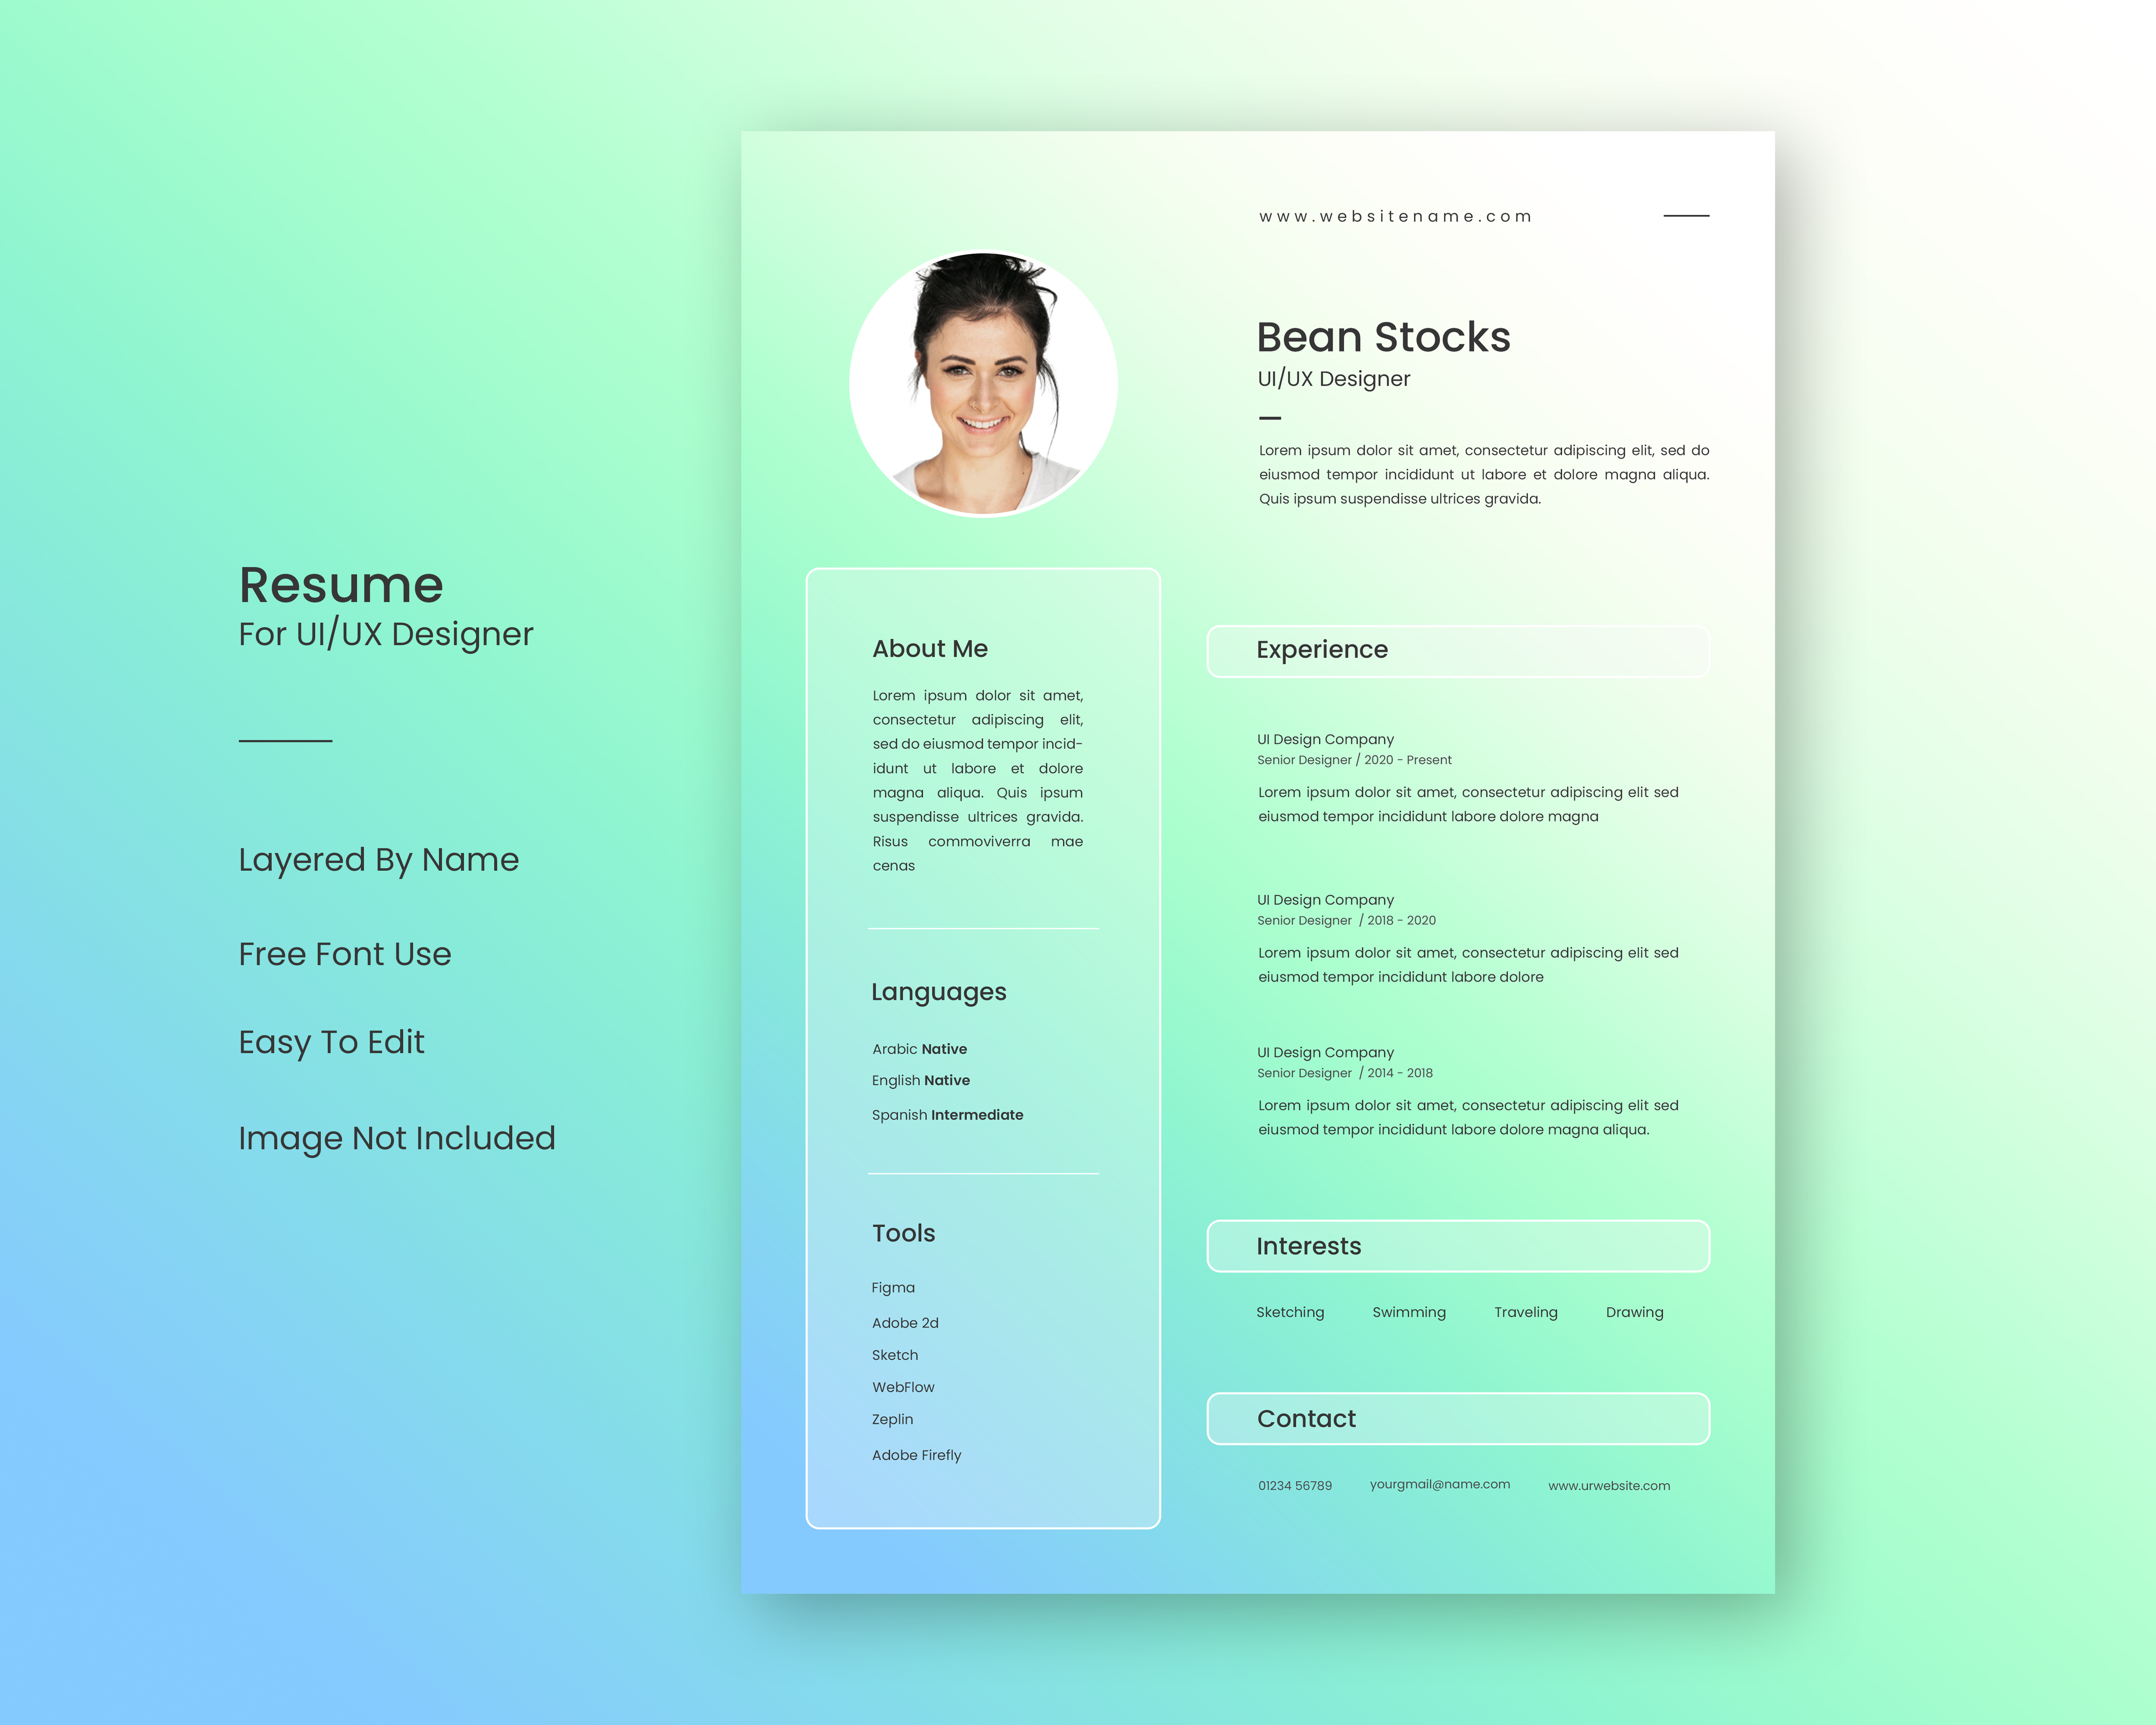 Resume
For UI/UX Designer
Layered By Name
Free Font Use
Easy To Edit
Image Not Included
www.websitename.com
Bean Stocks
UI/UX Designer
Lorem ipsum dolor sit amet, consectetur adipiscing elit, sed do
eiusmod tempor incididunt ut labore et dolore magna aliqua.
Quis ipsum suspendisse ultrices gravida.
About Me
Lorem ipsum dolor sit amet,
consectetur adipiscing elit,
sed do eiusmod tempor incid-
idunt ut labore et dolore
magna aliqua. Quis ipsum
suspendisse ultrices gravida.
Risus commoviverra mae
cenas
Languages
Arabic Native
English Native
Spanish Intermediate
Tools
Figma
Adobe 2d
Sketch
WebFlow
Zeplin
Adobe Firefly
Experience
UI Design Company
Senior Designer / 2020 - Present
Lorem ipsum dolor sit amet, consectetur adipiscing elit sed
eiusmod tempor incididunt labore dolore magna
UI Design Company
Senior Designer / 2018 - 2020
Lorem ipsum dolor sit amet, consectetur adipiscing elit sed
eiusmod tempor incididunt labore dolore
UI Design Company
Senior Designer / 2014 - 2018
Lorem ipsum dolor sit amet, consectetur adipiscing elit sed
eiusmod tempor incididunt labore dolore magna aliqua.
Interests
Sketching Swimming Traveling Drawing
Contact
01234 56789 yourgmail@name.com www.urwebsite.com